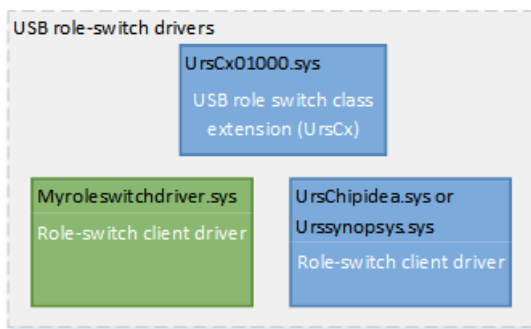 USB role-switch drivers
UrsCx01000.sys
USB role switch class
extension (UrsCx)
Myroleswitchdriver.sys
Role-switch client driver
UrsChipidea.sys or
Urssynopsys.sys
Role-switch client driver